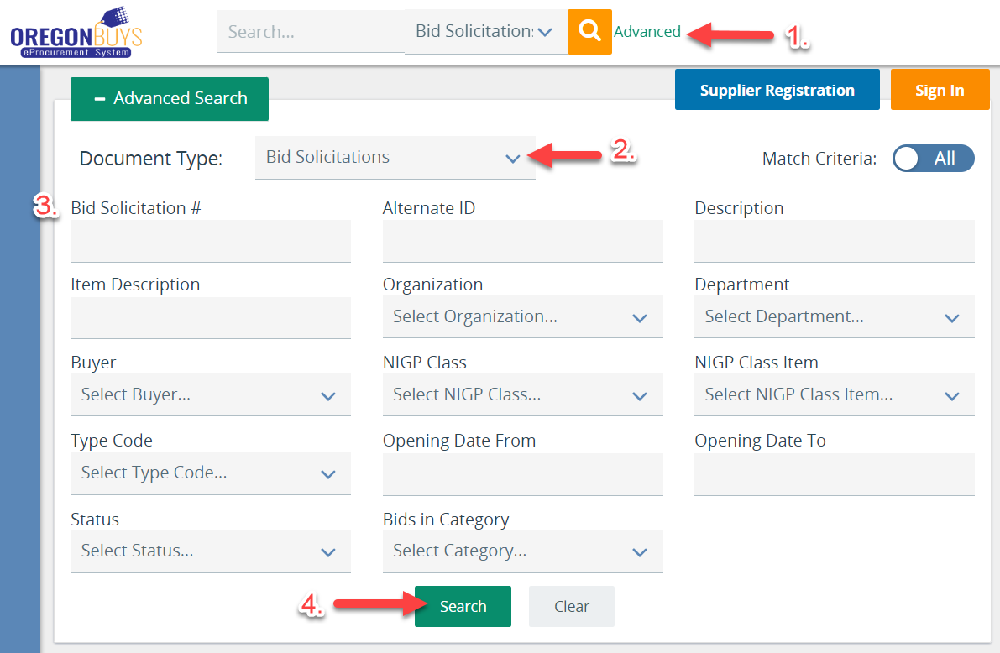 OREGONBUYS
eProcurement System
Search...
Bid Solicitations
Advanced
1.
Advanced Search
Supplier Registration
Sign In
Document Type:
Bid Solicitations
2.
Match Criteria:
All
3.
Bid Solicitation #
Alternate ID
Description
Item Description
Organization
Department
Select Organization...
Select Department...
Buyer
NIGP Class
NIGP Class Item
Select Buyer...
Select NIGP Class...
Select NIGP Class Item...
Type Code
Opening Date From
Opening Date To
Select Type Code...
Status
Bids in Category
Select Status...
Select Category...
4.
Search
Clear